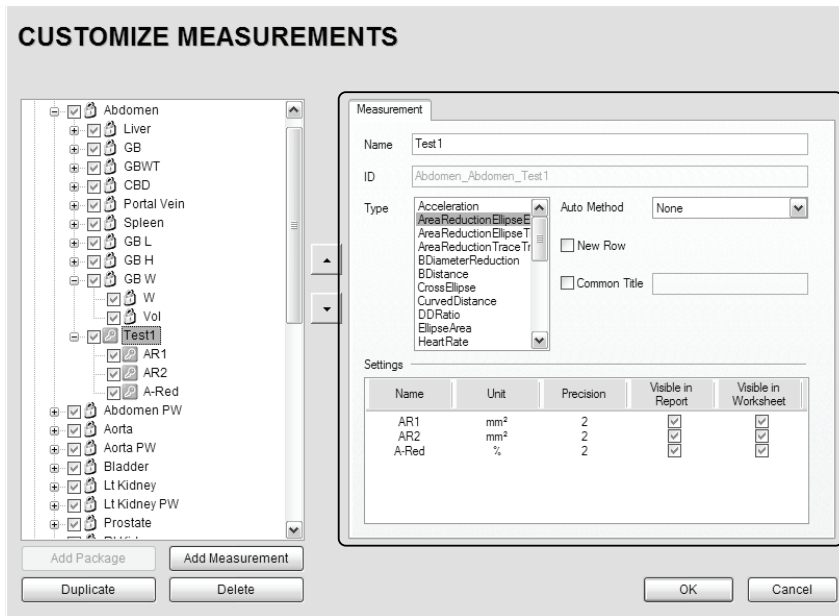 CUSTOMIZE MEASUREMENTS
Abdomen
Liver
GB
GBWT
CBD
Portal Vein
Spleen
GB L
GB H
GB W
W
Vol
Test1
AR1
AR2
A-Red
Abdomen PW
Aorta
Aorta PW
Bladder
Lt Kidney
Lt Kidney PW
Prostate
Add Package
Add Measurement
Duplicate
Delete
Measurement
Name Test1
ID Abdomen_Abdomen_Test1
Type
Acceleration
AreaReductionEllipseE
AreaReductionEllipseT
AreaReductionTraceTr
BDiameterReduction
BDistance
CrossEllipse
CurvedDistance
DDRatio
EllipseArea
HeartRate
Auto Method None
New Row
Common Title
Settings
Name Unit Precision Visible in Report Visible in Worksheet
AR1 mm² 2
AR2 mm² 2
A-Red % 2
OK Cancel